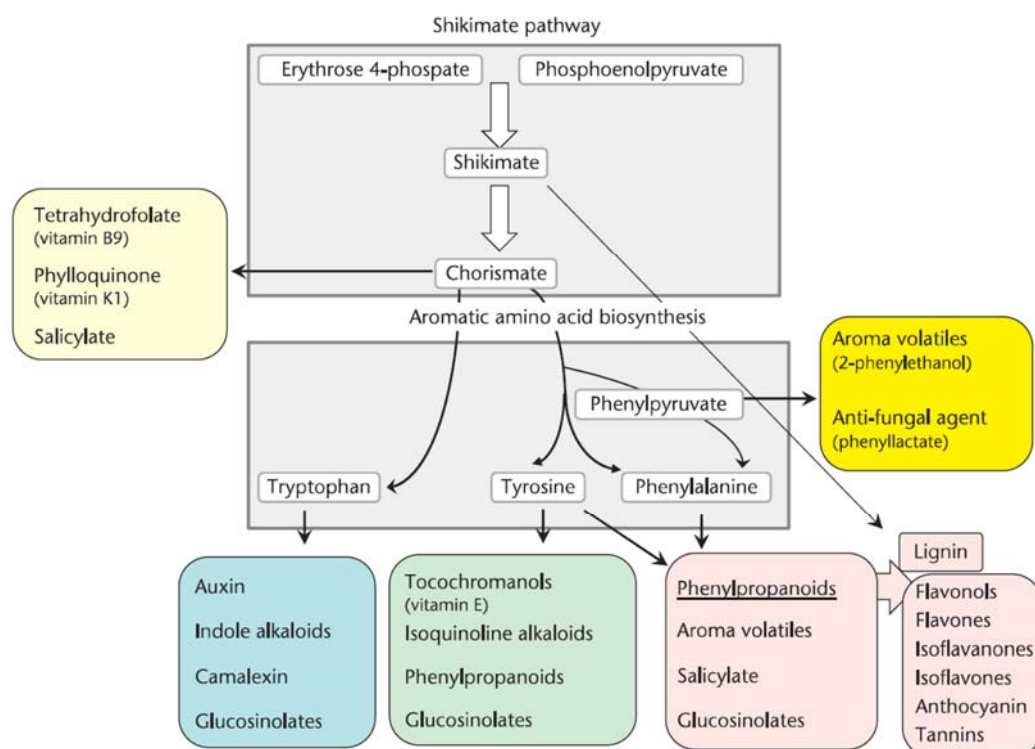 Shikimate pathway
Erythrose 4-phospate
Phosphoenolpyruvate
Shikimate
Chorismate
Tetrahydrofolate
(vitamin B9)
Phylloquinone
(vitamin K1)
Salicylate
Aromatic amino acid biosynthesis
Phenylpyruvate
Aroma volatiles
(2-phenylethanol)
Anti-fungal agent
(phenyllactate)
Tryptophan
Tyrosine
Phenylalanine
Auxin
Indole alkaloids
Camalexin
Glucosinolates
Tocochromanols
(vitamin E)
Isoquinoline alkaloids
Phenylpropanoids
Glucosinolates
Phenylpropanoids
Aroma volatiles
Salicylate
Glucosinolates
Lignin
Flavonols
Flavones
Isoflavanones
Isoflavones
Anthocyanin
Tannins